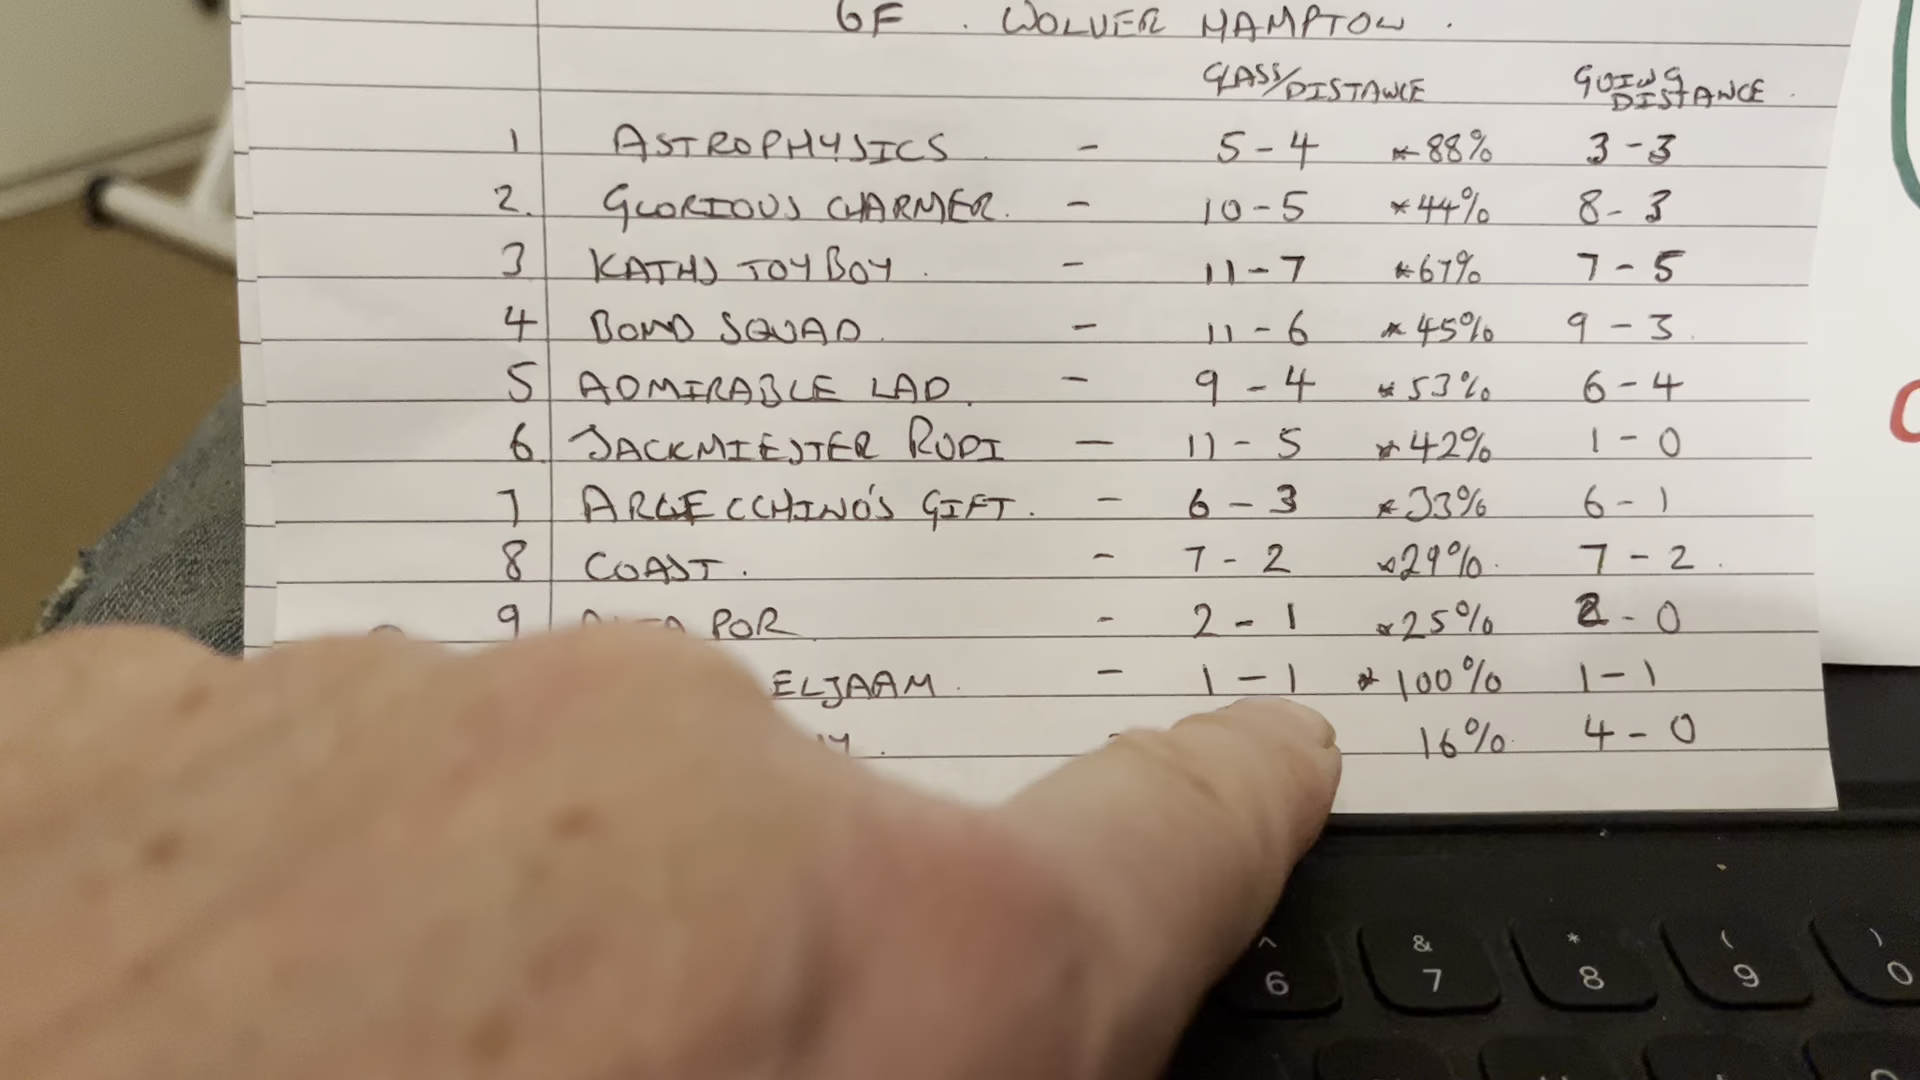 6F . WOLVER HAMPTON .
CLASS/DISTANCE GOING DISTANCE .
1 ASTROPHYSICS . - 5-4 *88% 3-3
2. GLORIOUS CHARMER. - 10-5 *44% 8-3
3 KATHS TOYBOY . - 11-7 *67% 7-5
4 BOND SQUAD . - 11-6 *45% 9-3 .
5 ADMIRABLE LAD . - 9-4 *53% 6-4
6 JACKMIESTER RUDI - 11-5 *42% 1-0
7 ARLECCHINO'S GIFT . - 6-3 *33% 6-1
8 COAST . - 7-2 *29% . 7-2 .
9 POR - 2-1 *25% 2-0
ELJAAM . - 1-1 *100% 1-1
16% 4-0
^ & * ( )
6 7 8 9 0